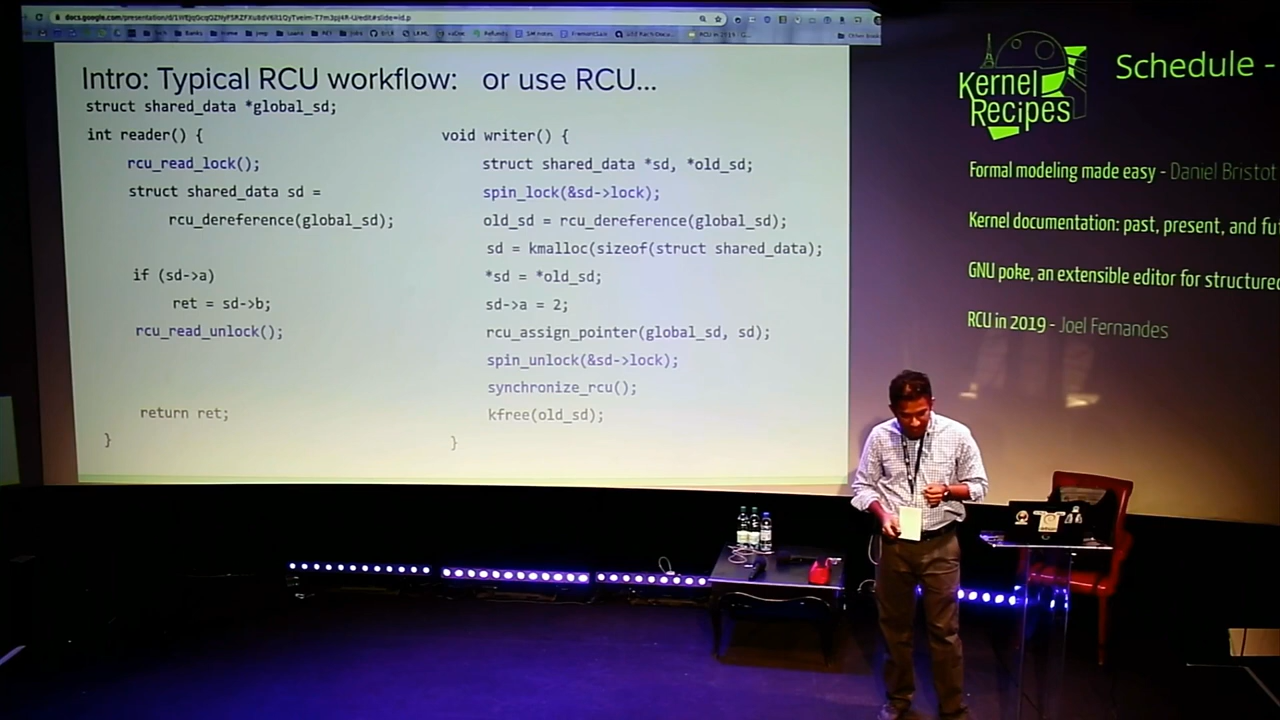 Intro: Typical RCU workflow: or use RCU...
struct shared_data *global_sd;
int reader() {
rcu_read_lock();
struct shared_data sd =
rcu_dereference(global_sd);
if (sd->a)
ret = sd->b;
rcu_read_unlock();
return ret;
}
void writer() {
struct shared_data *sd, *old_sd;
spin_lock(&sd->lock);
old_sd = rcu_dereference(global_sd);
sd = kmalloc(sizeof(struct shared_data);
*sd = *old_sd;
sd->a = 2;
rcu_assign_pointer(global_sd, sd);
spin_unlock(&sd->lock);
synchronize_rcu();
kfree(old_sd);
}
Kernel
Recipes
Schedule -
Formal modeling made easy - Daniel Bristot
Kernel documentation: past, present, and fu
GNU poke, an extensible editor for structured
RCU in 2019 - Joel Fernandes